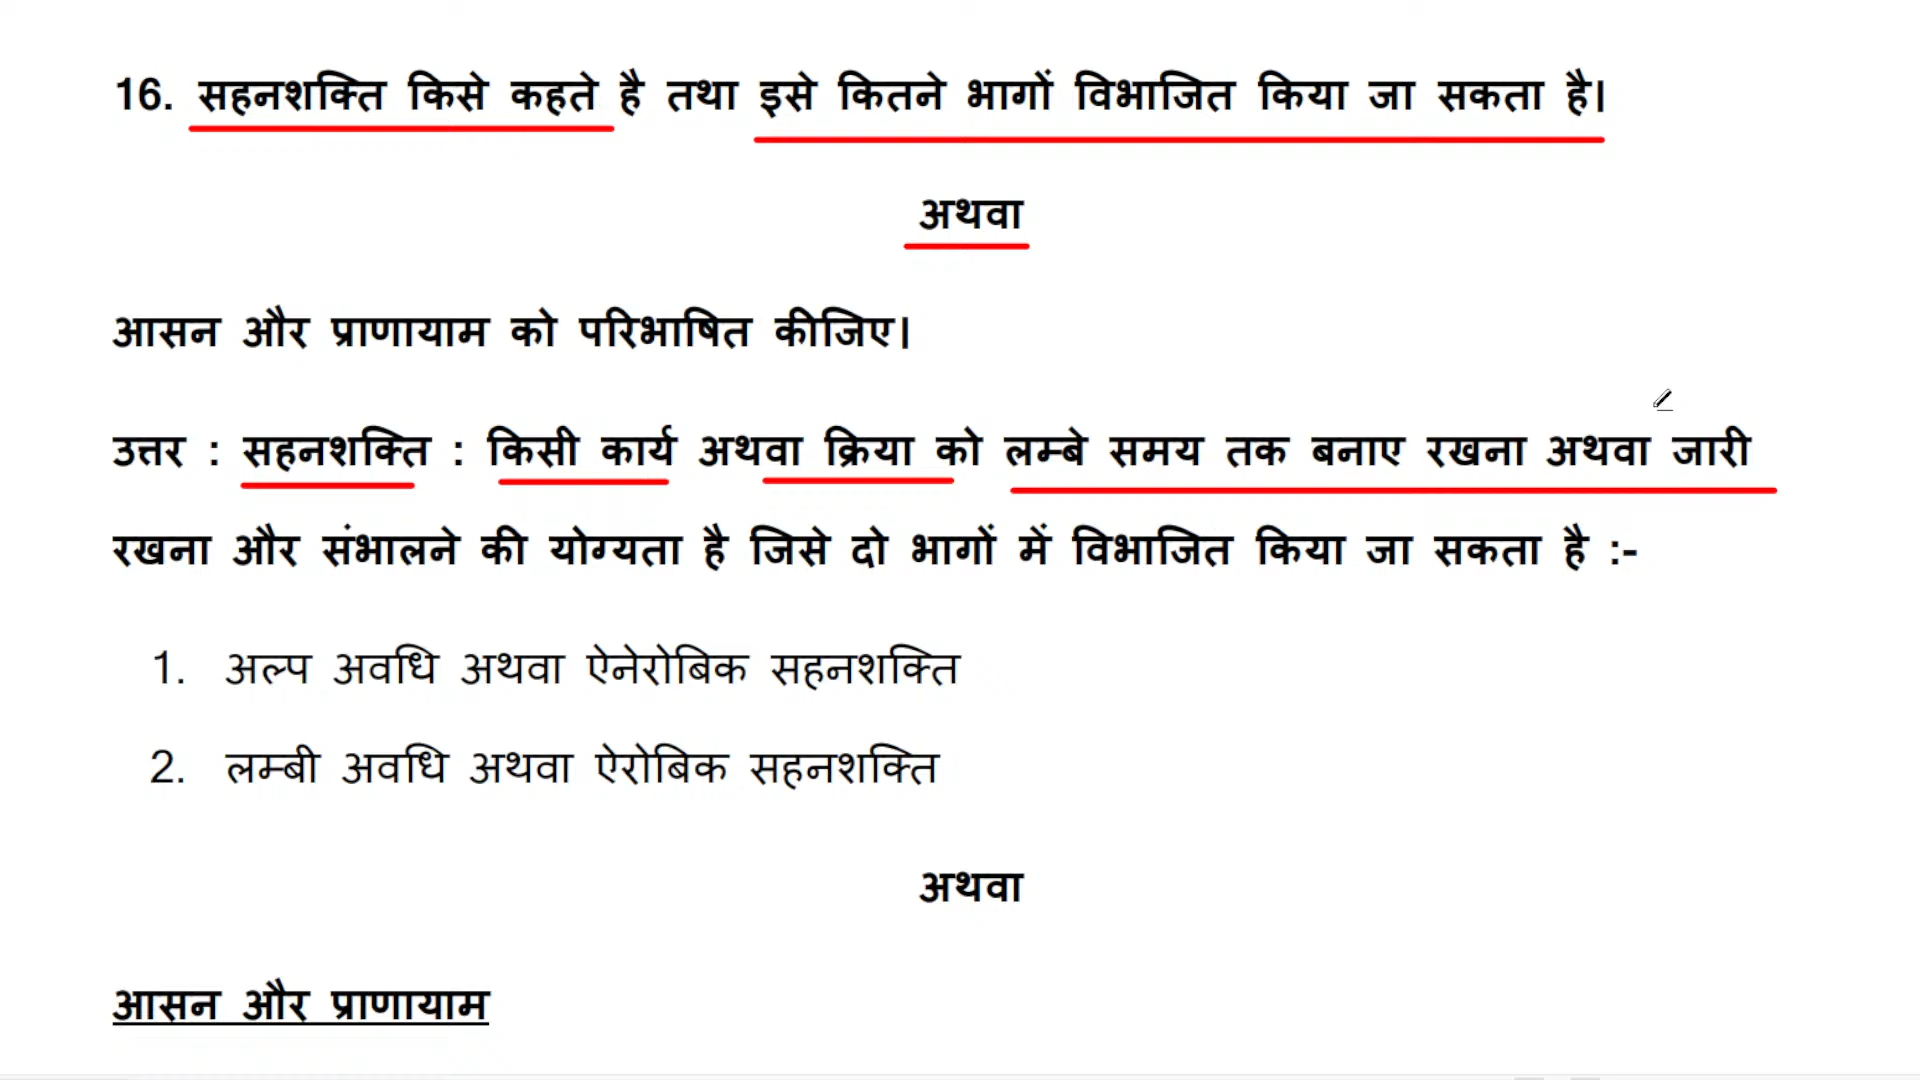 16. सहनशक्ति किसे कहते है तथा इसे कितने भागों विभाजित किया जा सकता है।
अथवा
आसन और प्राणायाम को परिभाषित कीजिए।
उत्तर : सहनशक्ति : किसी कार्य अथवा क्रिया को लम्बे समय तक बनाए रखना अथवा जारी
रखना और संभालने की योग्यता है जिसे दो भागों में विभाजित किया जा सकता है :-
1. अल्प अवधि अथवा ऐनेरोबिक सहनशक्ति
2. लम्बी अवधि अथवा ऐरोबिक सहनशक्ति
अथवा
आसन और प्राणायाम